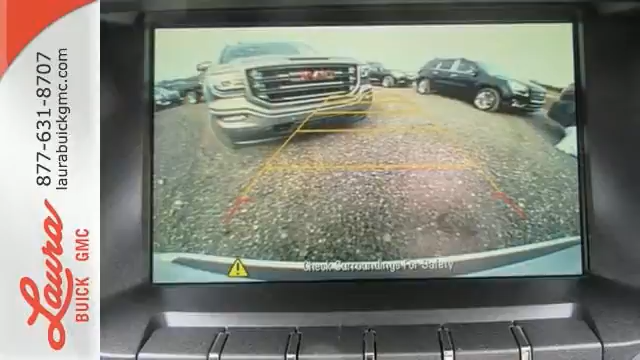 877-631-8707
laurabuickgmc.com
Laura
BUICK GMC
GMC
Check Surroundings For Safety